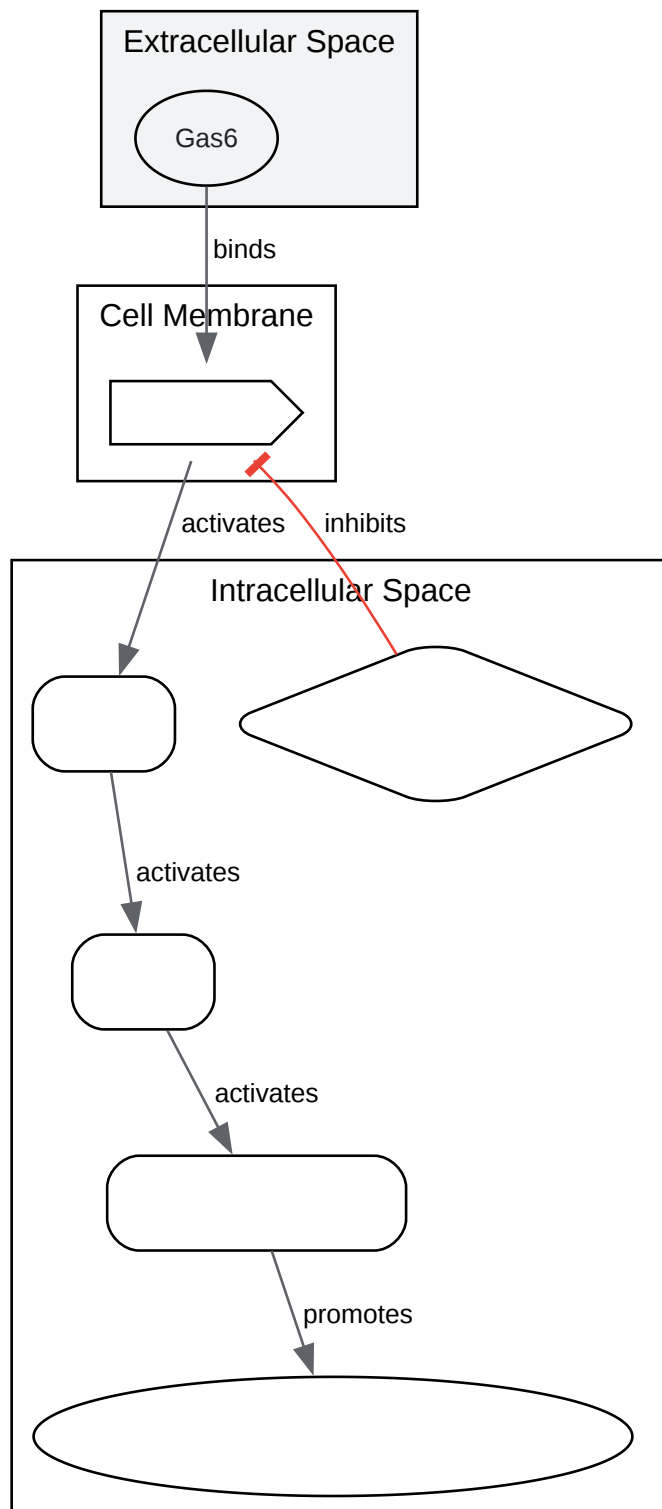 Extracellular Space
Gas6
binds
Cell Membrane
activates
inhibits
Intracellular Space
activates
activates
promotes